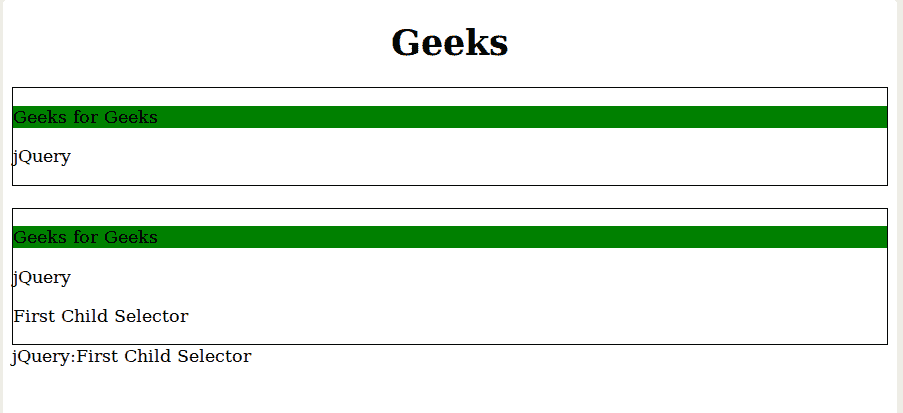 Geeks
Geeks for Geeks
jQuery
Geeks for Geeks
jQuery
First Child Selector
jQuery:First Child Selector